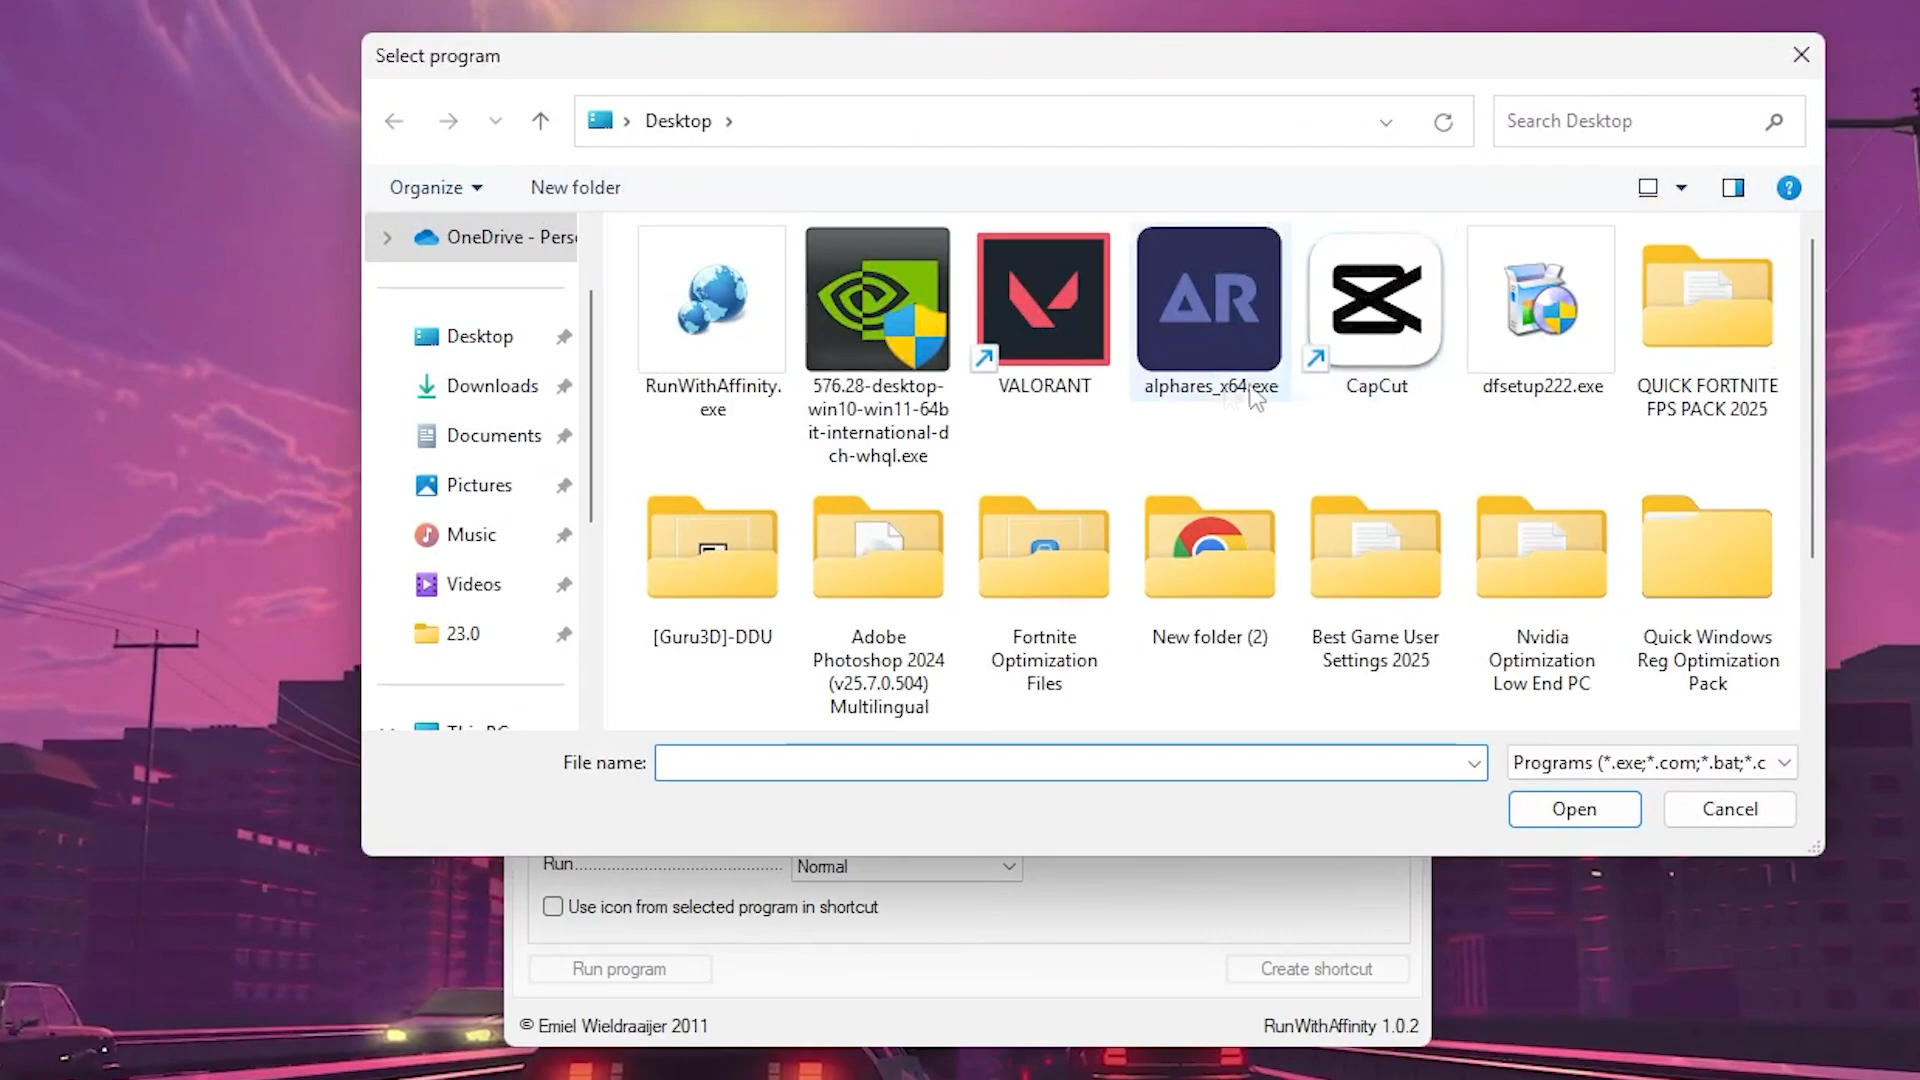 Select program
Desktop
Search Desktop
Organize
New folder
OneDrive - Pers
Desktop
Downloads
Documents
Pictures
Music
Videos
23.0
RunWithAffinity.
exe
576.28-desktop-
win10-win11-64b
it-international-d
ch-whql.exe
VALORANT
AR
alphares_x64.exe
CapCut
dfsetup222.exe
QUICK FORTNITE
FPS PACK 2025
[Guru3D]-DDU
Adobe
Photoshop 2024
(v25.7.0.504)
Multilingual
Fortnite
Optimization
Files
New folder (2)
Best Game User
Settings 2025
Nvidia
Optimization
Low End PC
Quick Windows
Reg Optimization
Pack
File name:
Programs (*.exe;*.com;*.bat;*.c
Open
Cancel
Run
Normal
Use icon from selected program in shortcut
Run program
Create shortcut
© Emiel Wieldraaijer 2011
RunWithAffinity 1.0.2